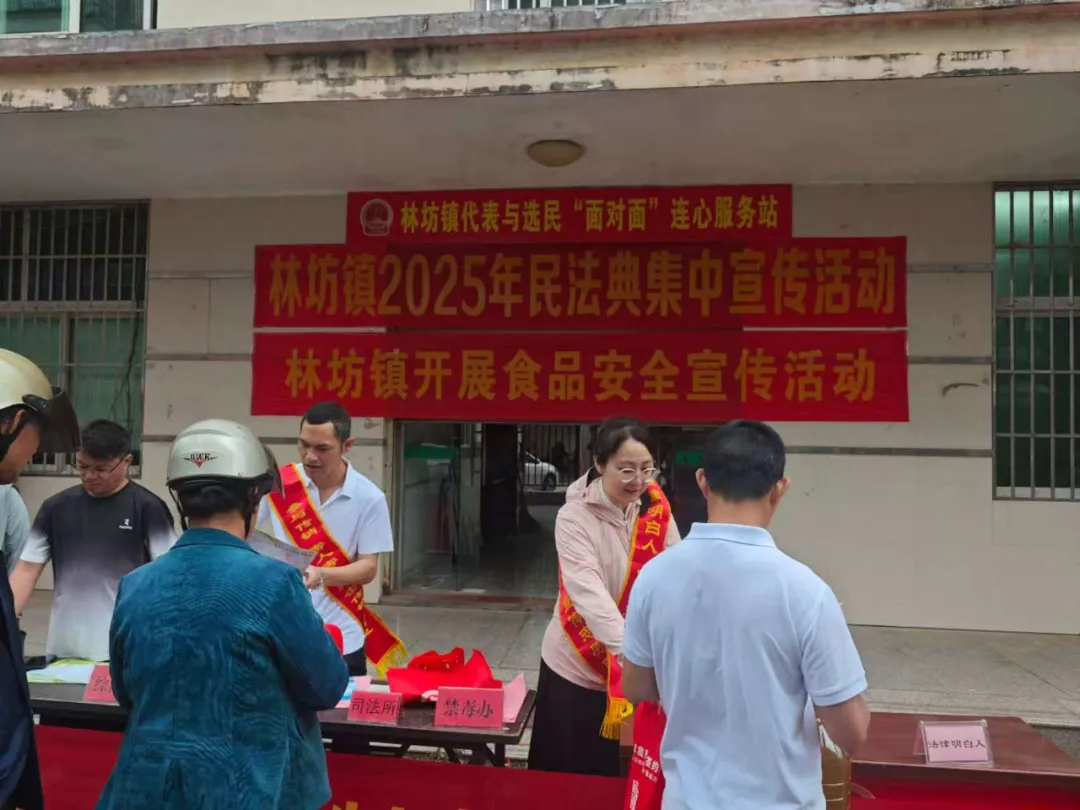 林坊镇代表与选民“面对面”连心服务站
林坊镇2025年民法典集中宣传活动
林坊镇开展食品安全宣传活动
明白人
司法所
禁毒办
法律明白人